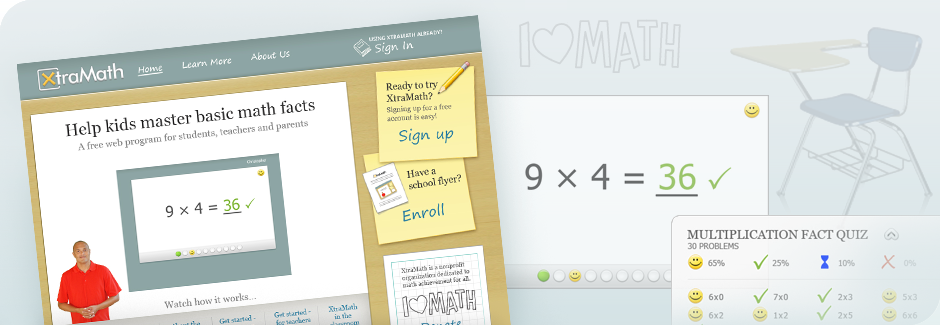 XtraMath
Home
Learn More
About Us
USING XTRAMATH ALREADY?
Sign In
Help kids master basic math facts
A free web program for students, teachers and parents
9 × 4 = 36 ✓
Watch how it works...
Get started -
Get started -
for teachers
XtraMath
in the
classroom
Ready to try
XtraMath?
Signing up for a free
account is easy!
Sign up
Have a
school flyer?
Enroll
XtraMath is a nonprofit
organization dedicated to
math achievement for all.
I ♥ MATH
Donate
I ♥ MATH
9 × 4 = 36 ✓
MULTIPLICATION FACT QUIZ
30 PROBLEMS
65% ✓ 25% 10% 0%
6x0 ✓ 7x0 ✓ 2x3 5x3
6x2 ✓ 1x2 ✓ 2x5 6x6